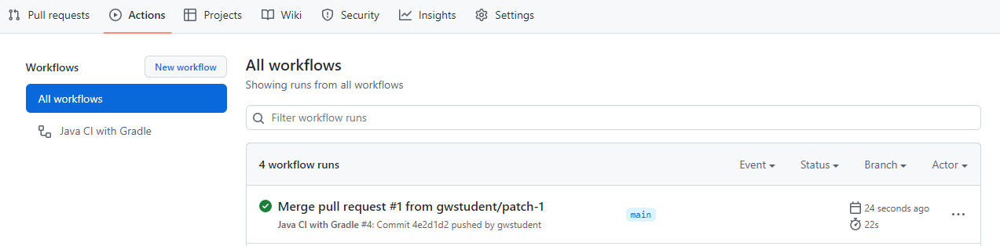 Pull requests Actions Projects Wiki Security Insights Settings
Workflows New workflow
All workflows
Java CI with Gradle
All workflows
Showing runs from all workflows
Filter workflow runs
4 workflow runs Event Status Branch Actor
Merge pull request #1 from gwstudent/patch-1
Java CI with Gradle #4: Commit 4e2d1d2 pushed by gwstudent
main
24 seconds ago
22s